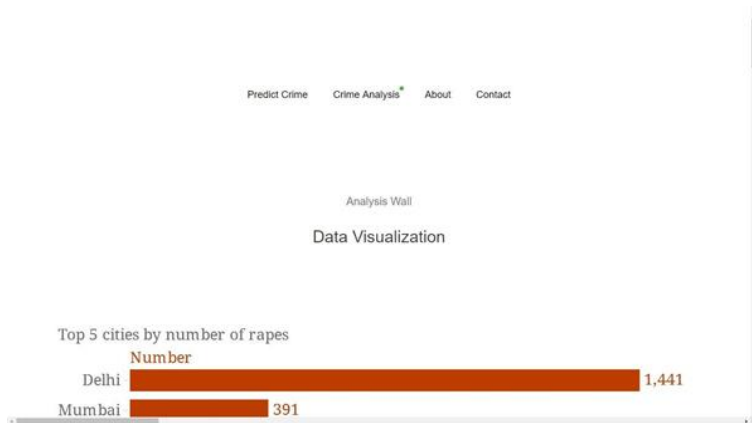 Predict Crime Crime Analysis About Contact
Analysis Wall
Data Visualization
Top 5 cities by number of rapes
Number
Delhi 1,441
Mumbai 391